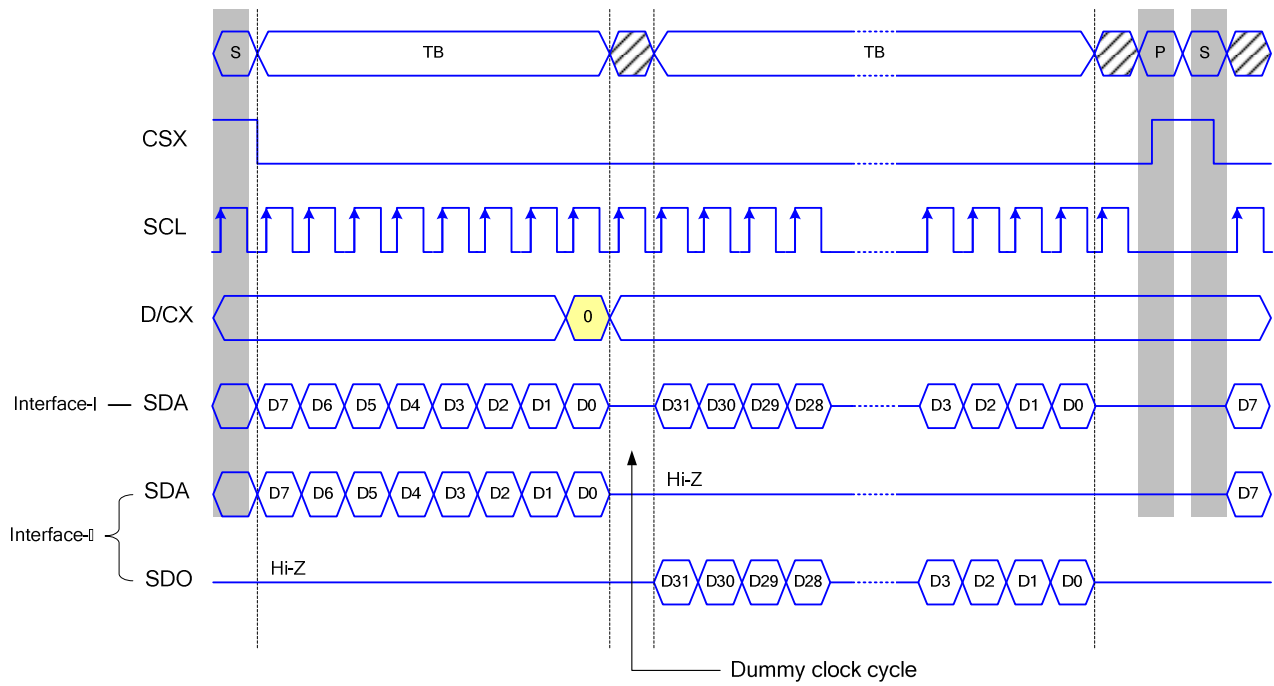 S TB TB P S
CSX
SCL
D/CX 0
Interface-I SDA D7 D6 D5 D4 D3 D2 D1 D0 D31 D30 D29 D28 D3 D2 D1 D0 D7
SDA D7 D6 D5 D4 D3 D2 D1 D0 Hi-Z D7
Interface-▯
SDO Hi-Z D31 D30 D29 D28 D3 D2 D1 D0
Dummy clock cycle